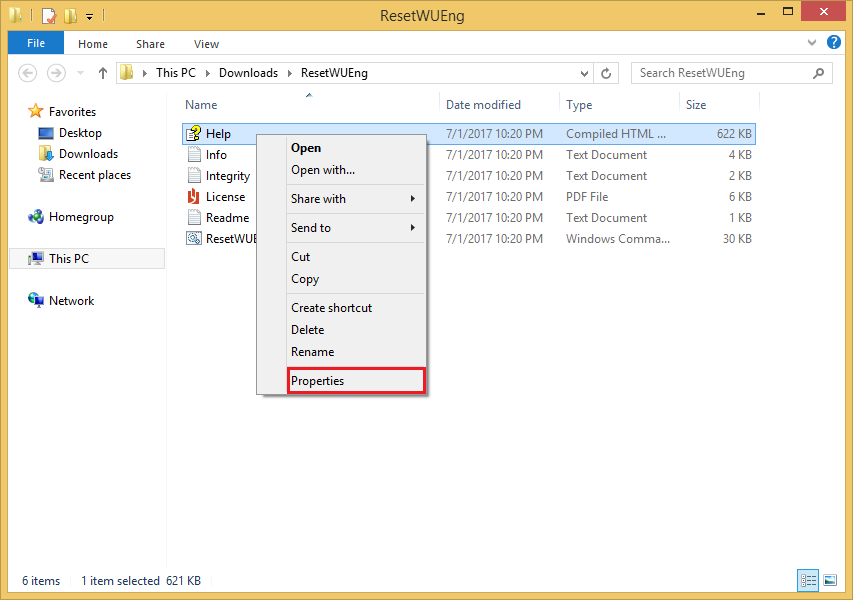 ResetWUEng
File Home Share View
This PC Downloads ResetWUEng
Search ResetWUEng
Favorites
Desktop
Downloads
Recent places
Homegroup
This PC
Network
Name Date modified Type Size
Help 7/1/2017 10:20 PM Compiled HTML ... 622 KB
Info 7/1/2017 10:20 PM Text Document 4 KB
Integrity 7/1/2017 10:20 PM Text Document 2 KB
License 7/1/2017 10:20 PM PDF File 6 KB
Readme 7/1/2017 10:20 PM Text Document 1 KB
ResetWUE 7/1/2017 10:20 PM Windows Comma... 30 KB
Open
Open with...
Share with
Send to
Cut
Copy
Create shortcut
Delete
Rename
Properties
6 items 1 item selected 621 KB